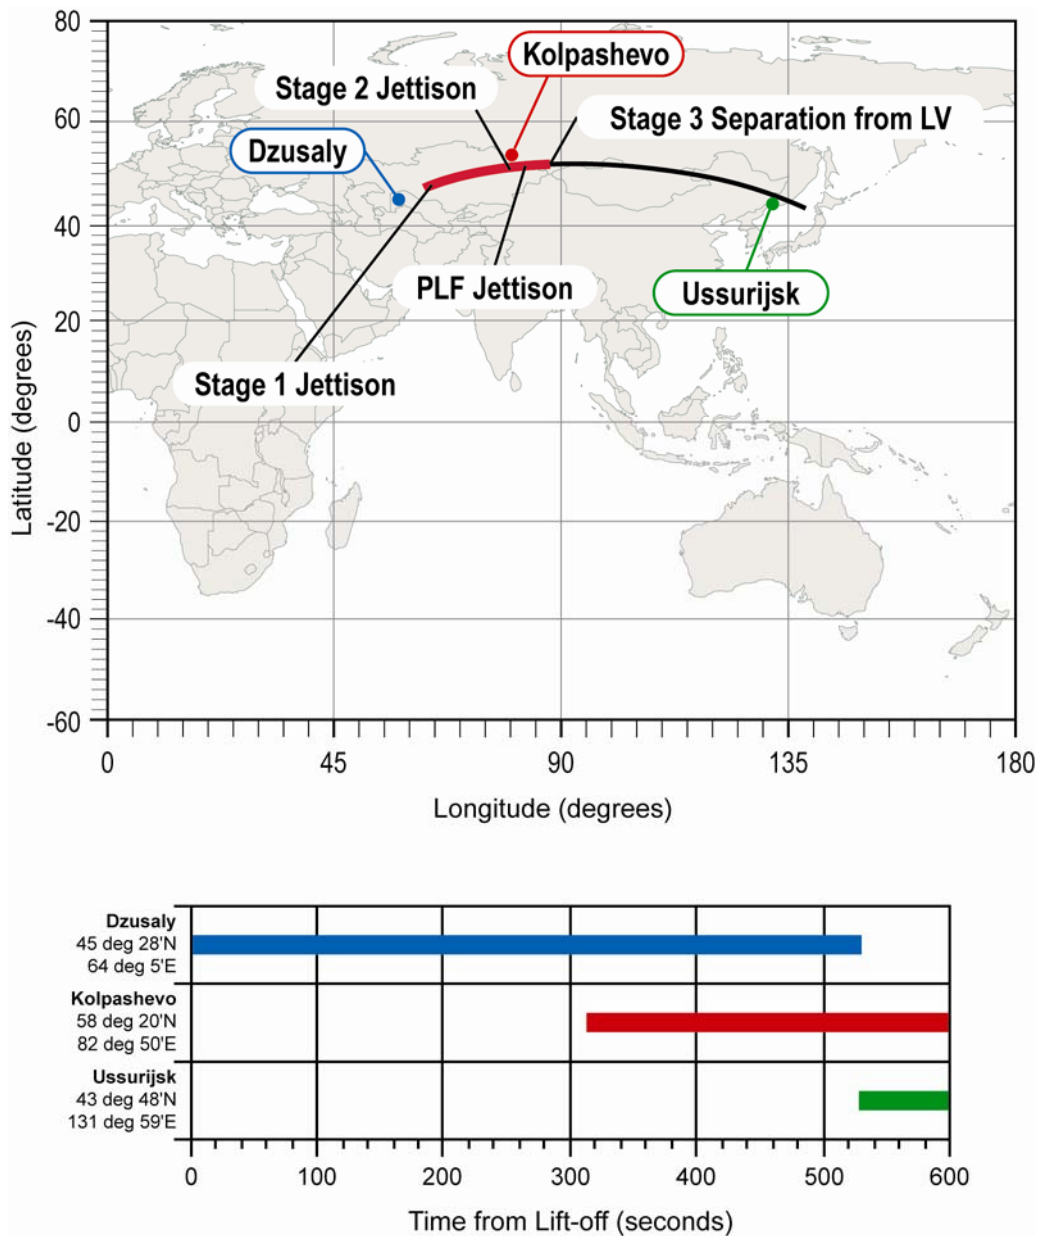 80
Kolpashevo
Stage 2 Jettison
60
Stage 3 Separation from LV
Dzusaly
40
PLF Jettison
Ussurijsk
20
Stage 1 Jettison
0
-20
-40
-60
Latitude (degrees)
0 45 90 135 180
Longitude (degrees)
Dzusaly
45 deg 28'N
64 deg 5'E
Kolpashevo
58 deg 20'N
82 deg 50'E
Ussurijsk
43 deg 48'N
131 deg 59'E
0 100 200 300 400 500 600
Time from Lift-off (seconds)